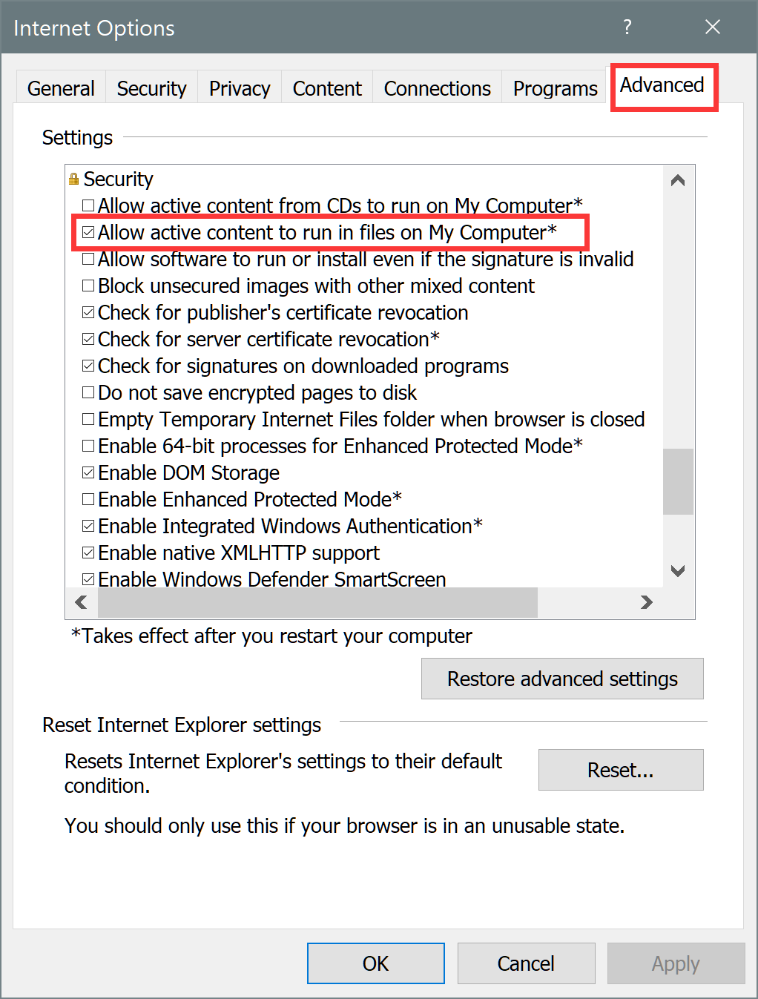 Internet Options
?
General Security Privacy Content Connections Programs Advanced
Settings
Security
Allow active content from CDs to run on My Computer*
Allow active content to run in files on My Computer*
Allow software to run or install even if the signature is invalid
Block unsecured images with other mixed content
Check for publisher's certificate revocation
Check for server certificate revocation*
Check for signatures on downloaded programs
Do not save encrypted pages to disk
Empty Temporary Internet Files folder when browser is closed
Enable 64-bit processes for Enhanced Protected Mode*
Enable DOM Storage
Enable Enhanced Protected Mode*
Enable Integrated Windows Authentication*
Enable native XMLHTTP support
Enable Windows Defender SmartScreen
*Takes effect after you restart your computer
Restore advanced settings
Reset Internet Explorer settings
Resets Internet Explorer's settings to their default
condition.
Reset...
You should only use this if your browser is in an unusable state.
OK Cancel Apply